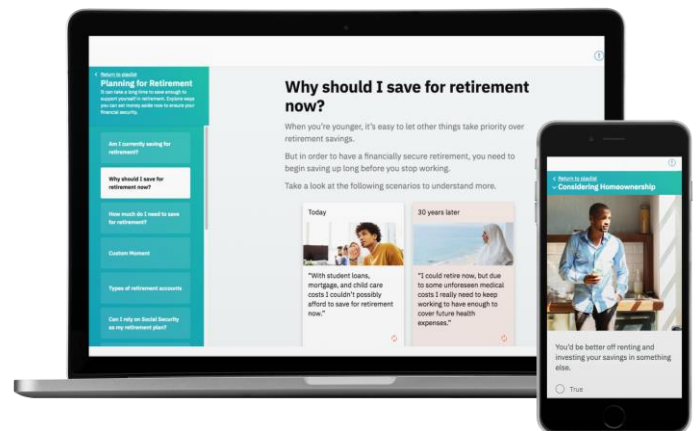 Return to playlist
Planning for Retirement
It can take a long time to save enough to
support yourself in retirement. Explore ways
you can set money aside now to ensure your
financial security.
Am I currently saving for
retirement?
Why should I save for
retirement now?
How much do I need to save
for retirement?
Custom Moment
Types of retirement accounts
Can I rely on Social Security
as my retirement plan?
Why should I save for retirement
now?
When you're younger, it's easy to let other things take priority over
retirement savings.
But in order to have a financially secure retirement, you need to
begin saving up long before you stop working.
Take a look at the following scenarios to understand more.
Today
"With student loans,
mortgage, and child care
costs I couldn't possibly
afford to save for retirement
now."
30 years later
"I could retire now, but due
to some unforeseen medical
costs I really need to keep
working to have enough to
cover future health
expenses."
Return to playlist
Considering Homeownership
You'd be better off renting and
investing your savings in something
else.
True